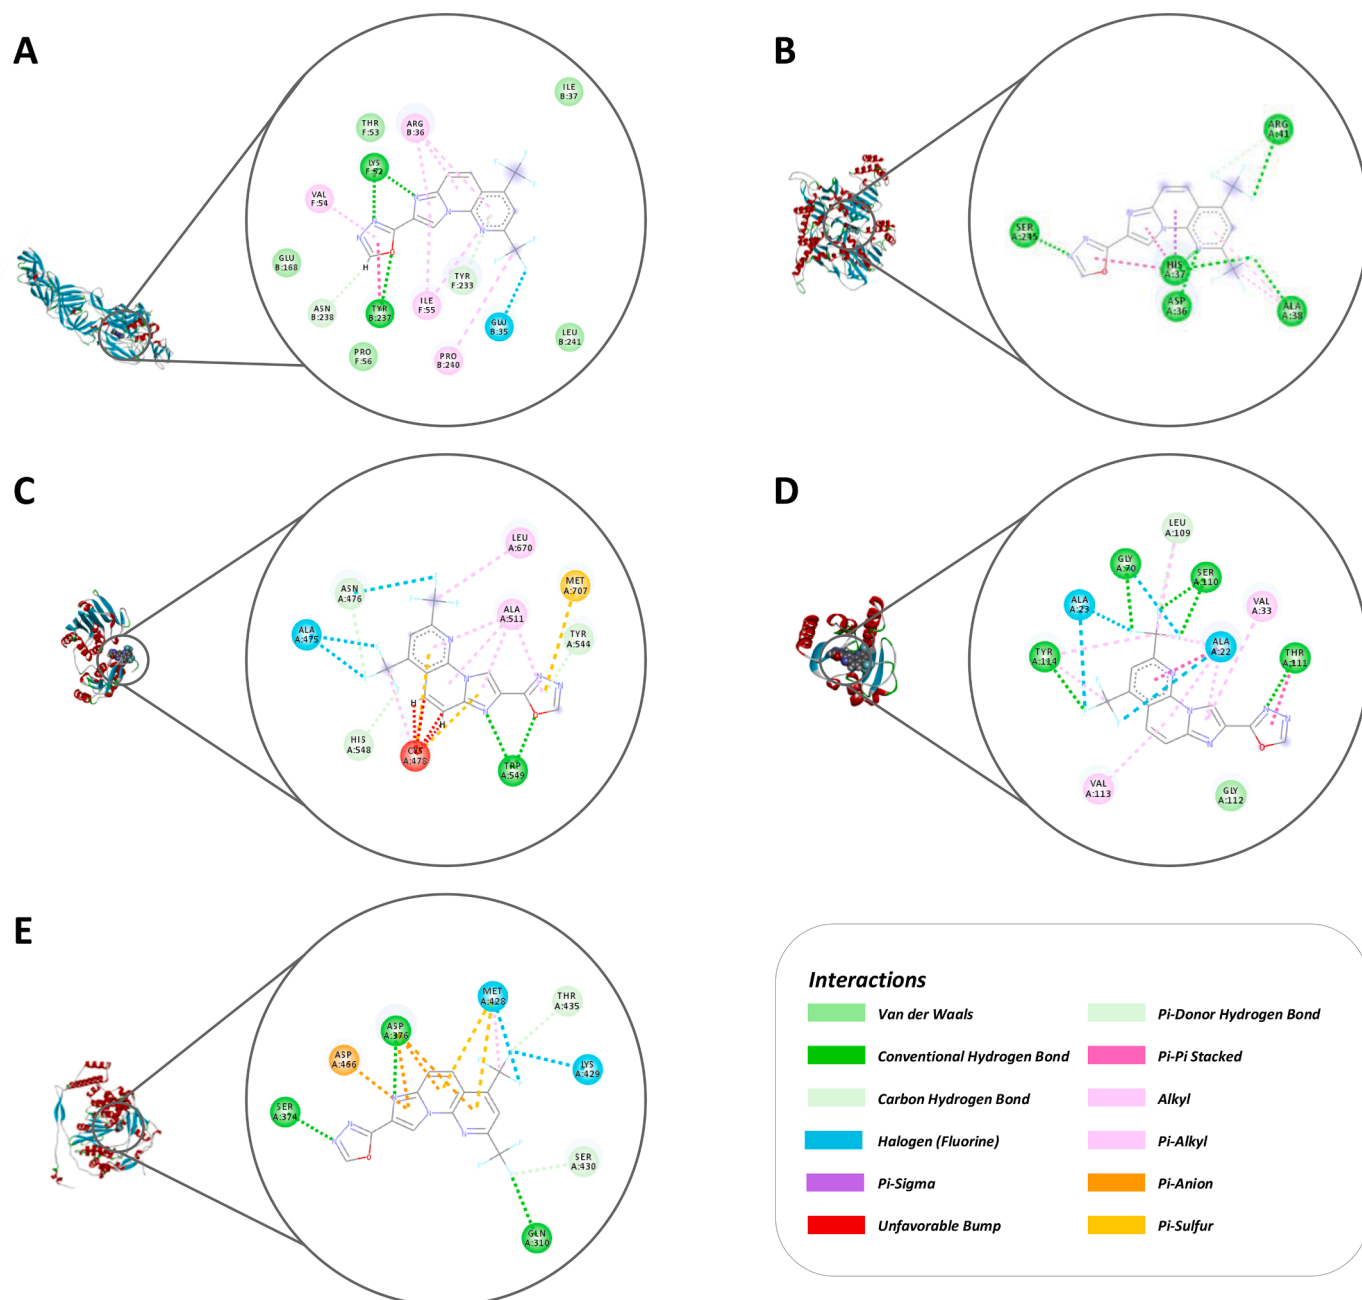 A
ILE
B:37
THR
F:53
ARG
B:36
LYS
F:52
VAL
F:54
N
N
N
N
N
O
H
F
F
F
F
F
F
GLU
B:168
TYR
F:233
ASN
B:238
TYR
B:237
ILE
F:55
GLU
B:35
LEU
B:241
PRO
F:56
PRO
B:240
B
ARG
A:41
SER
A:245
HIS
A:37
ASP
A:36
ALA
A:38
C
LEU
A:670
ASN
A:476
MET
A:707
ALA
A:511
ALA
A:475
TYR
A:544
H
H
HIS
A:548
CYS
A:478
TRP
A:549
D
LEU
A:109
GLY
A:70
SER
A:110
ALA
A:23
VAL
A:33
TYR
A:114
ALA
A:22
THR
A:111
VAL
A:113
GLY
A:112
E
MET
A:428
THR
A:435
ASP
A:376
ASP
A:466
LYS
A:429
SER
A:374
SER
A:430
GLN
A:310
Interactions
Van der Waals
Pi-Donor Hydrogen Bond
Conventional Hydrogen Bond
Pi-Pi Stacked
Carbon Hydrogen Bond
Alkyl
Halogen (Fluorine)
Pi-Alkyl
Pi-Sigma
Pi-Anion
Unfavorable Bump
Pi-Sulfur